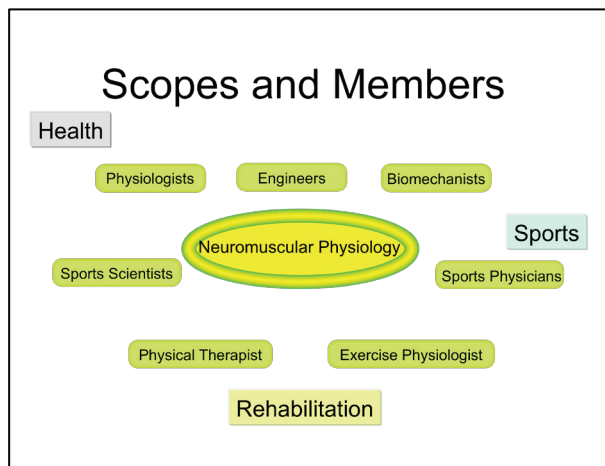 Scopes and Members
Health
Physiologists
Engineers
Biomechanists
Neuromuscular Physiology
Sports
Sports Scientists
Sports Physicians
Physical Therapist
Exercise Physiologist
Rehabilitation